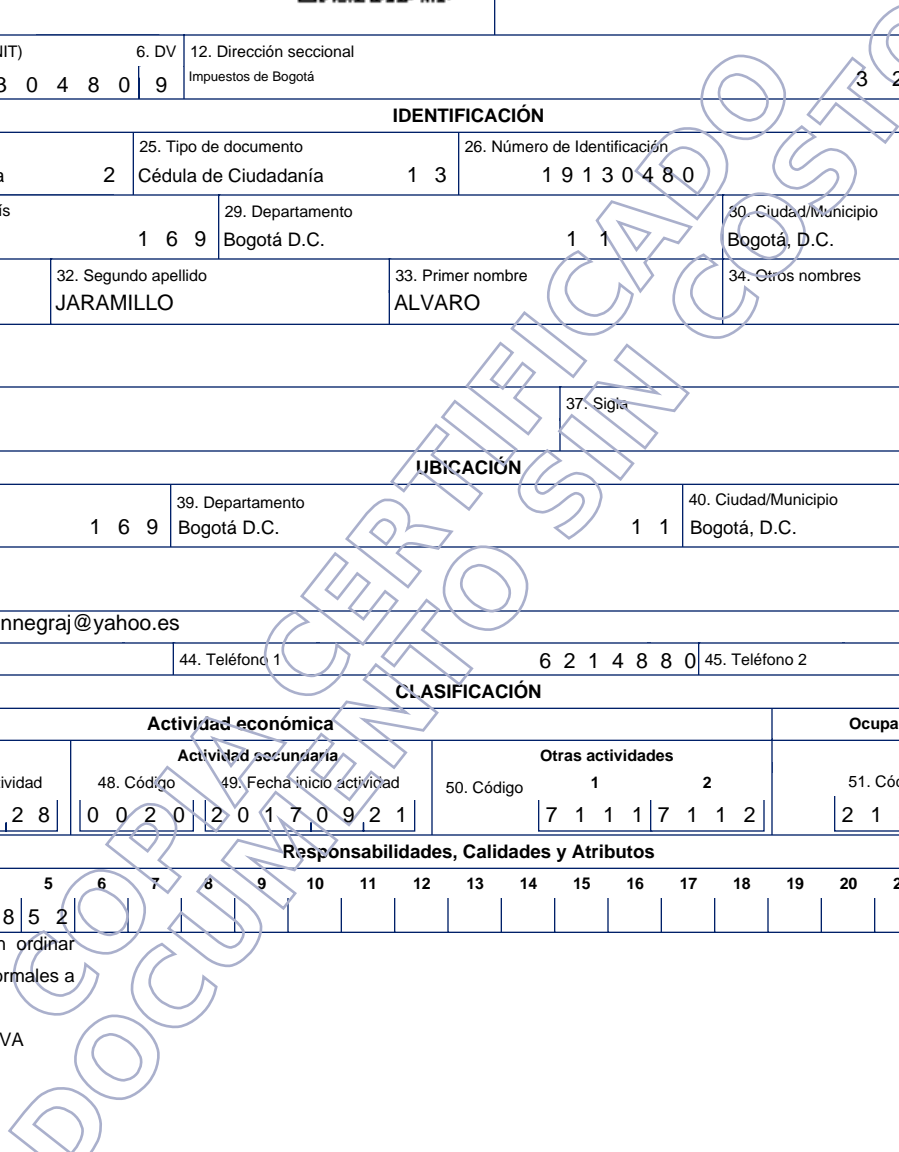 NIT) 6. DV 12. Dirección seccional
3 0 4 8 0 9 Impuestos de Bogotá 3 2
IDENTIFICACIÓN
25. Tipo de documento 26. Número de Identificación
a 2 Cédula de Ciudadanía 1 3 1 9 1 3 0 4 8 0
ís 29. Departamento 30. Ciudad/Municipio
1 6 9 Bogotá D.C. 1 1 Bogotá, D.C.
32. Segundo apellido 33. Primer nombre 34. Otros nombres
JARAMILLO ALVARO
37. Sigla
UBICACIÓN
39. Departamento 40. Ciudad/Municipio
1 6 9 Bogotá D.C. 1 1 Bogotá, D.C.
nnegraj@yahoo.es
44. Teléfono 1 6 2 1 4 8 8 0 45. Teléfono 2
CLASIFICACIÓN
Actividad económica Ocupa
Actividad secundaria Otras actividades
tividad 48. Código 49. Fecha inicio actividad 50. Código 1 2 51. Cód
2 8 0 0 2 0 2 0 1 7 0 9 2 1 7 1 1 1 7 1 1 2 2 1
Responsabilidades, Calidades y Atributos
5 6 7 8 9 10 11 12 13 14 15 16 17 18 19 20 2
8 5 2
n ordinar
ormales a
VA
COPIA CERTIFICADO
DOCUMENTO SIN COSTO